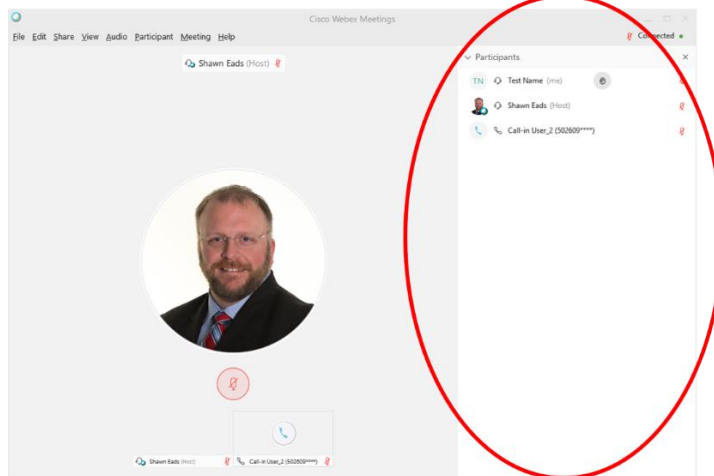 Cisco Webex Meetings
File Edit Share View Audio Participant Meeting Help
Connected
Shawn Eads (Host)
Participants
TN Test Name (me)
Shawn Eads (Host)
Call-in User_2 (502609****)
Shawn Eads (Host)
Call-in User_2 (502609****)